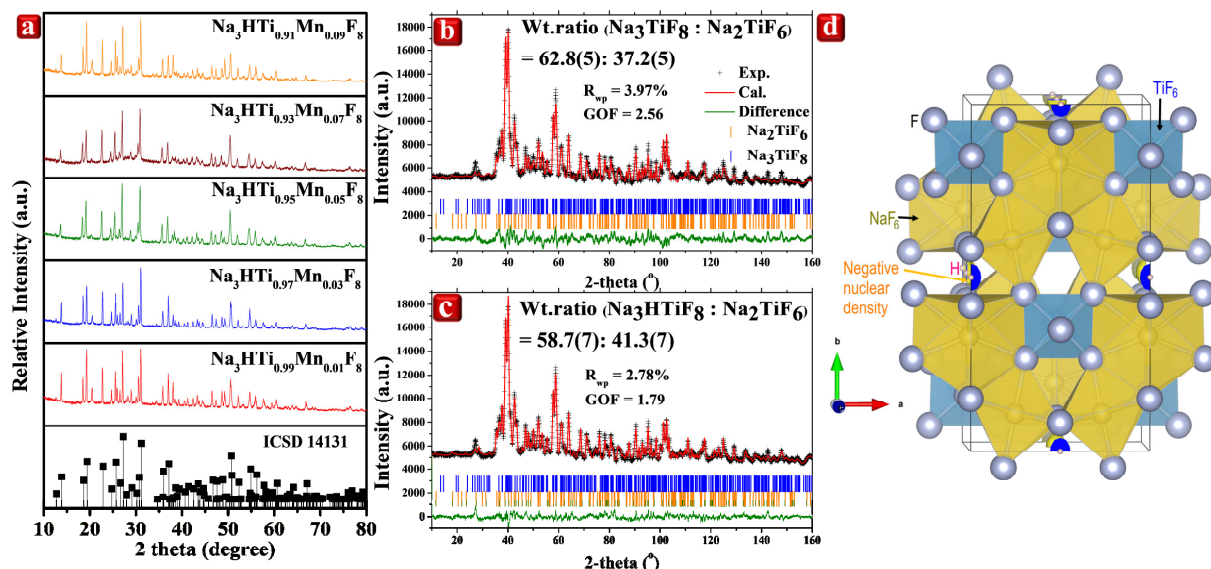 a
Na₃HTi₀.₉₁Mn₀.₀₉F₈
Na₃HTi₀.₉₃Mn₀.₀₇F₈
Na₃HTi₀.₉₅Mn₀.₀₅F₈
Na₃HTi₀.₉₇Mn₀.₀₃F₈
Na₃HTi₀.₉₉Mn₀.₀₁F₈
ICSD 14131
Relative Intensity (a.u.)
10 20 30 40 50 60 70 80
2 theta (degree)
b
Wt.ratio (Na₃TiF₈ : Na₂TiF₆)
= 62.8(5): 37.2(5)
R_wp = 3.97%
GOF = 2.56
Exp.
Cal.
Difference
Na₂TiF₆
Na₃TiF₈
Intensity (a.u.)
18000
16000
14000
12000
10000
8000
6000
4000
2000
0
20 40 60 80 100 120 140 160
2-theta (°)
c
Wt.ratio (Na₃HTiF₈ : Na₂TiF₆)
= 58.7(7): 41.3(7)
R_wp = 2.78%
GOF = 1.79
Intensity (a.u.)
18000
16000
14000
12000
10000
8000
6000
4000
2000
0
20 40 60 80 100 120 140 160
2-theta (°)
d
TiF₆
F
NaF₆
H
Negative
nuclear
density
b
a